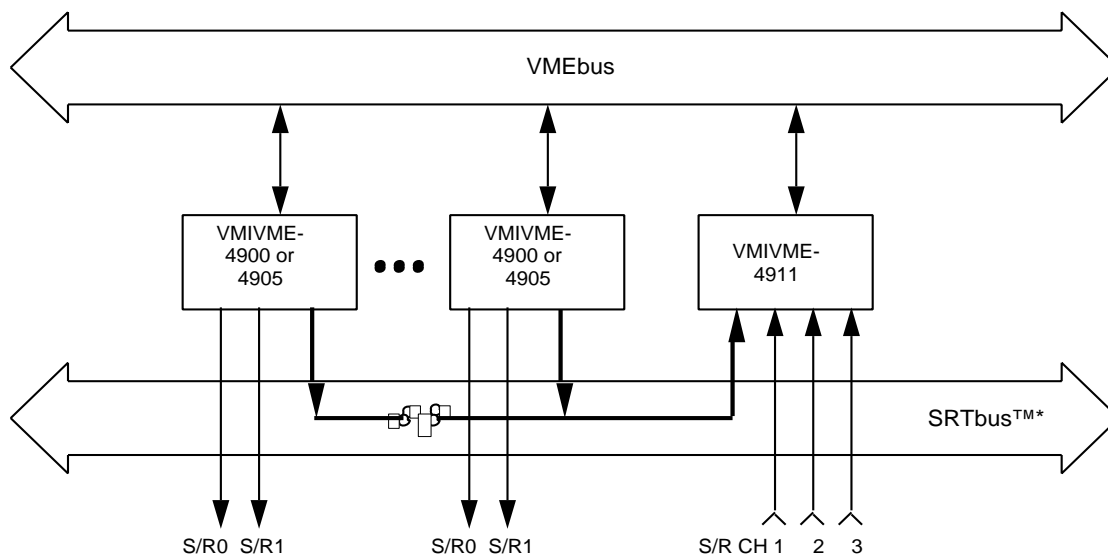 VMEbus
VMIVME-
4900 or
4905
VMIVME-
4900 or
4905
VMIVME-
4911
SRTbus™*
S/R0 S/R1
S/R0 S/R1
S/R CH 1 2 3